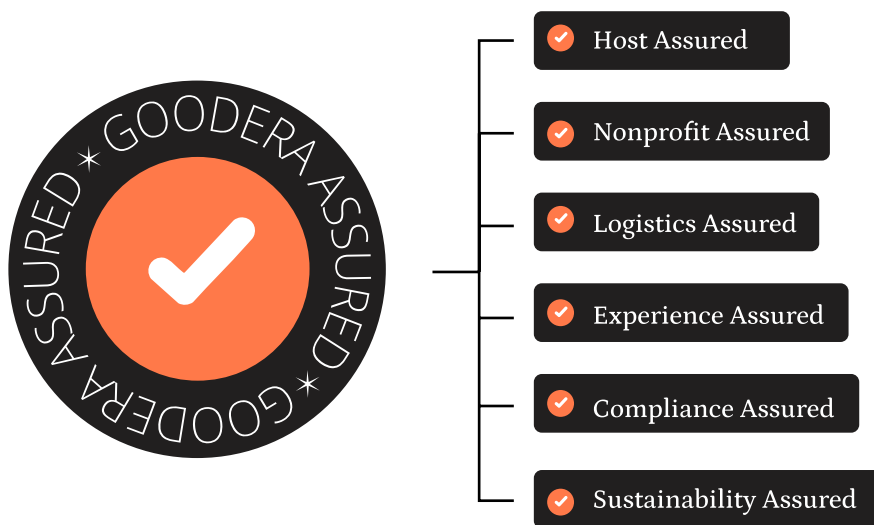 GOODERA ASSURED
GOODERA ASSURED
Host Assured
Nonprofit Assured
Logistics Assured
Experience Assured
Compliance Assured
Sustainability Assured